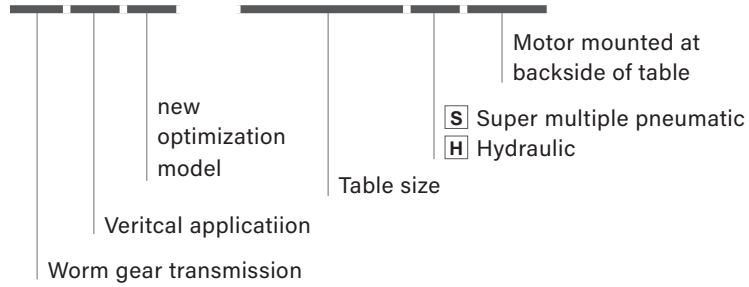 Motor mounted at
backside of table
new
optimization
model
S Super multiple pneumatic
H Hydraulic
Table size
Veritcal applicatiion
Worm gear transmission